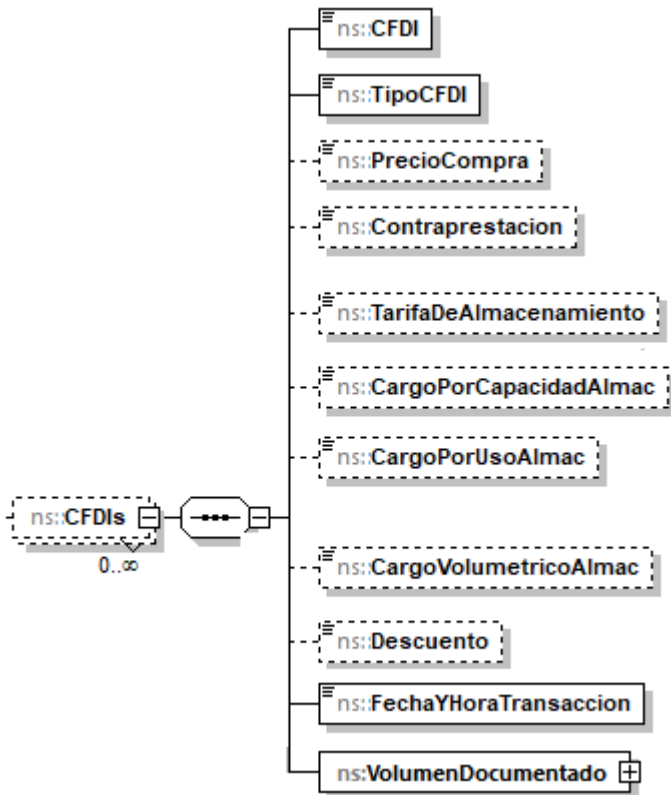 ns::CFDI
ns::TipoCFDI
ns::PrecioCompra
ns::Contraprestacion
ns::TarifaDeAlmacenamiento
ns::CargoPorCapacidadAlmac
ns::CargoPorUsoAlmac
ns::CFDIs
0..∞
ns::CargoVolumetricoAlmac
ns::Descuento
ns::FechaYHoraTransaccion
ns:VolumenDocumentado